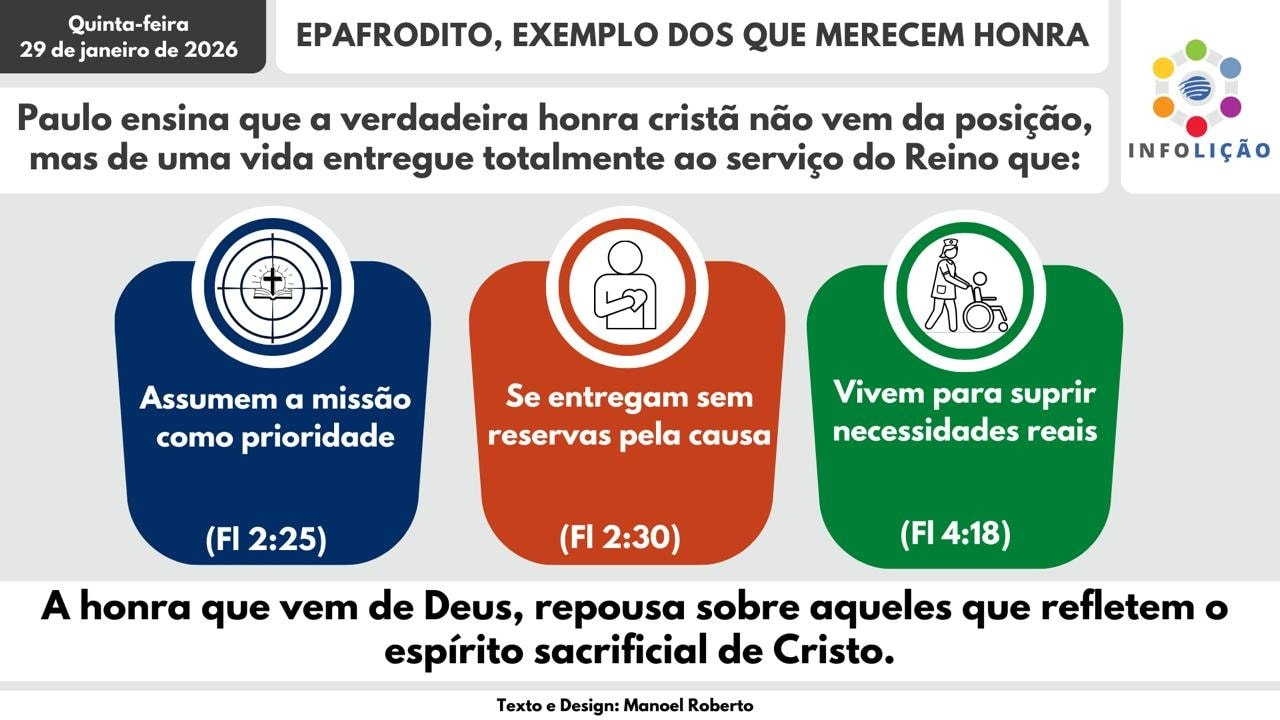 Quinta-feira
29 de janeiro de 2026
EPAFRODITO, EXEMPLO DOS QUE MERECEM HONRA
INFOLIÇÃO
Paulo ensina que a verdadeira honra cristã não vem da posição,
mas de uma vida entregue totalmente ao serviço do Reino que:
Assumem a missão
como prioridade
(Fl 2:25)
Se entregam sem
reservas pela causa
(Fl 2:30)
Vivem para suprir
necessidades reais
(Fl 4:18)
A honra que vem de Deus, repousa sobre aqueles que refletem o
espírito sacrificial de Cristo.
Texto e Design: Manoel Roberto